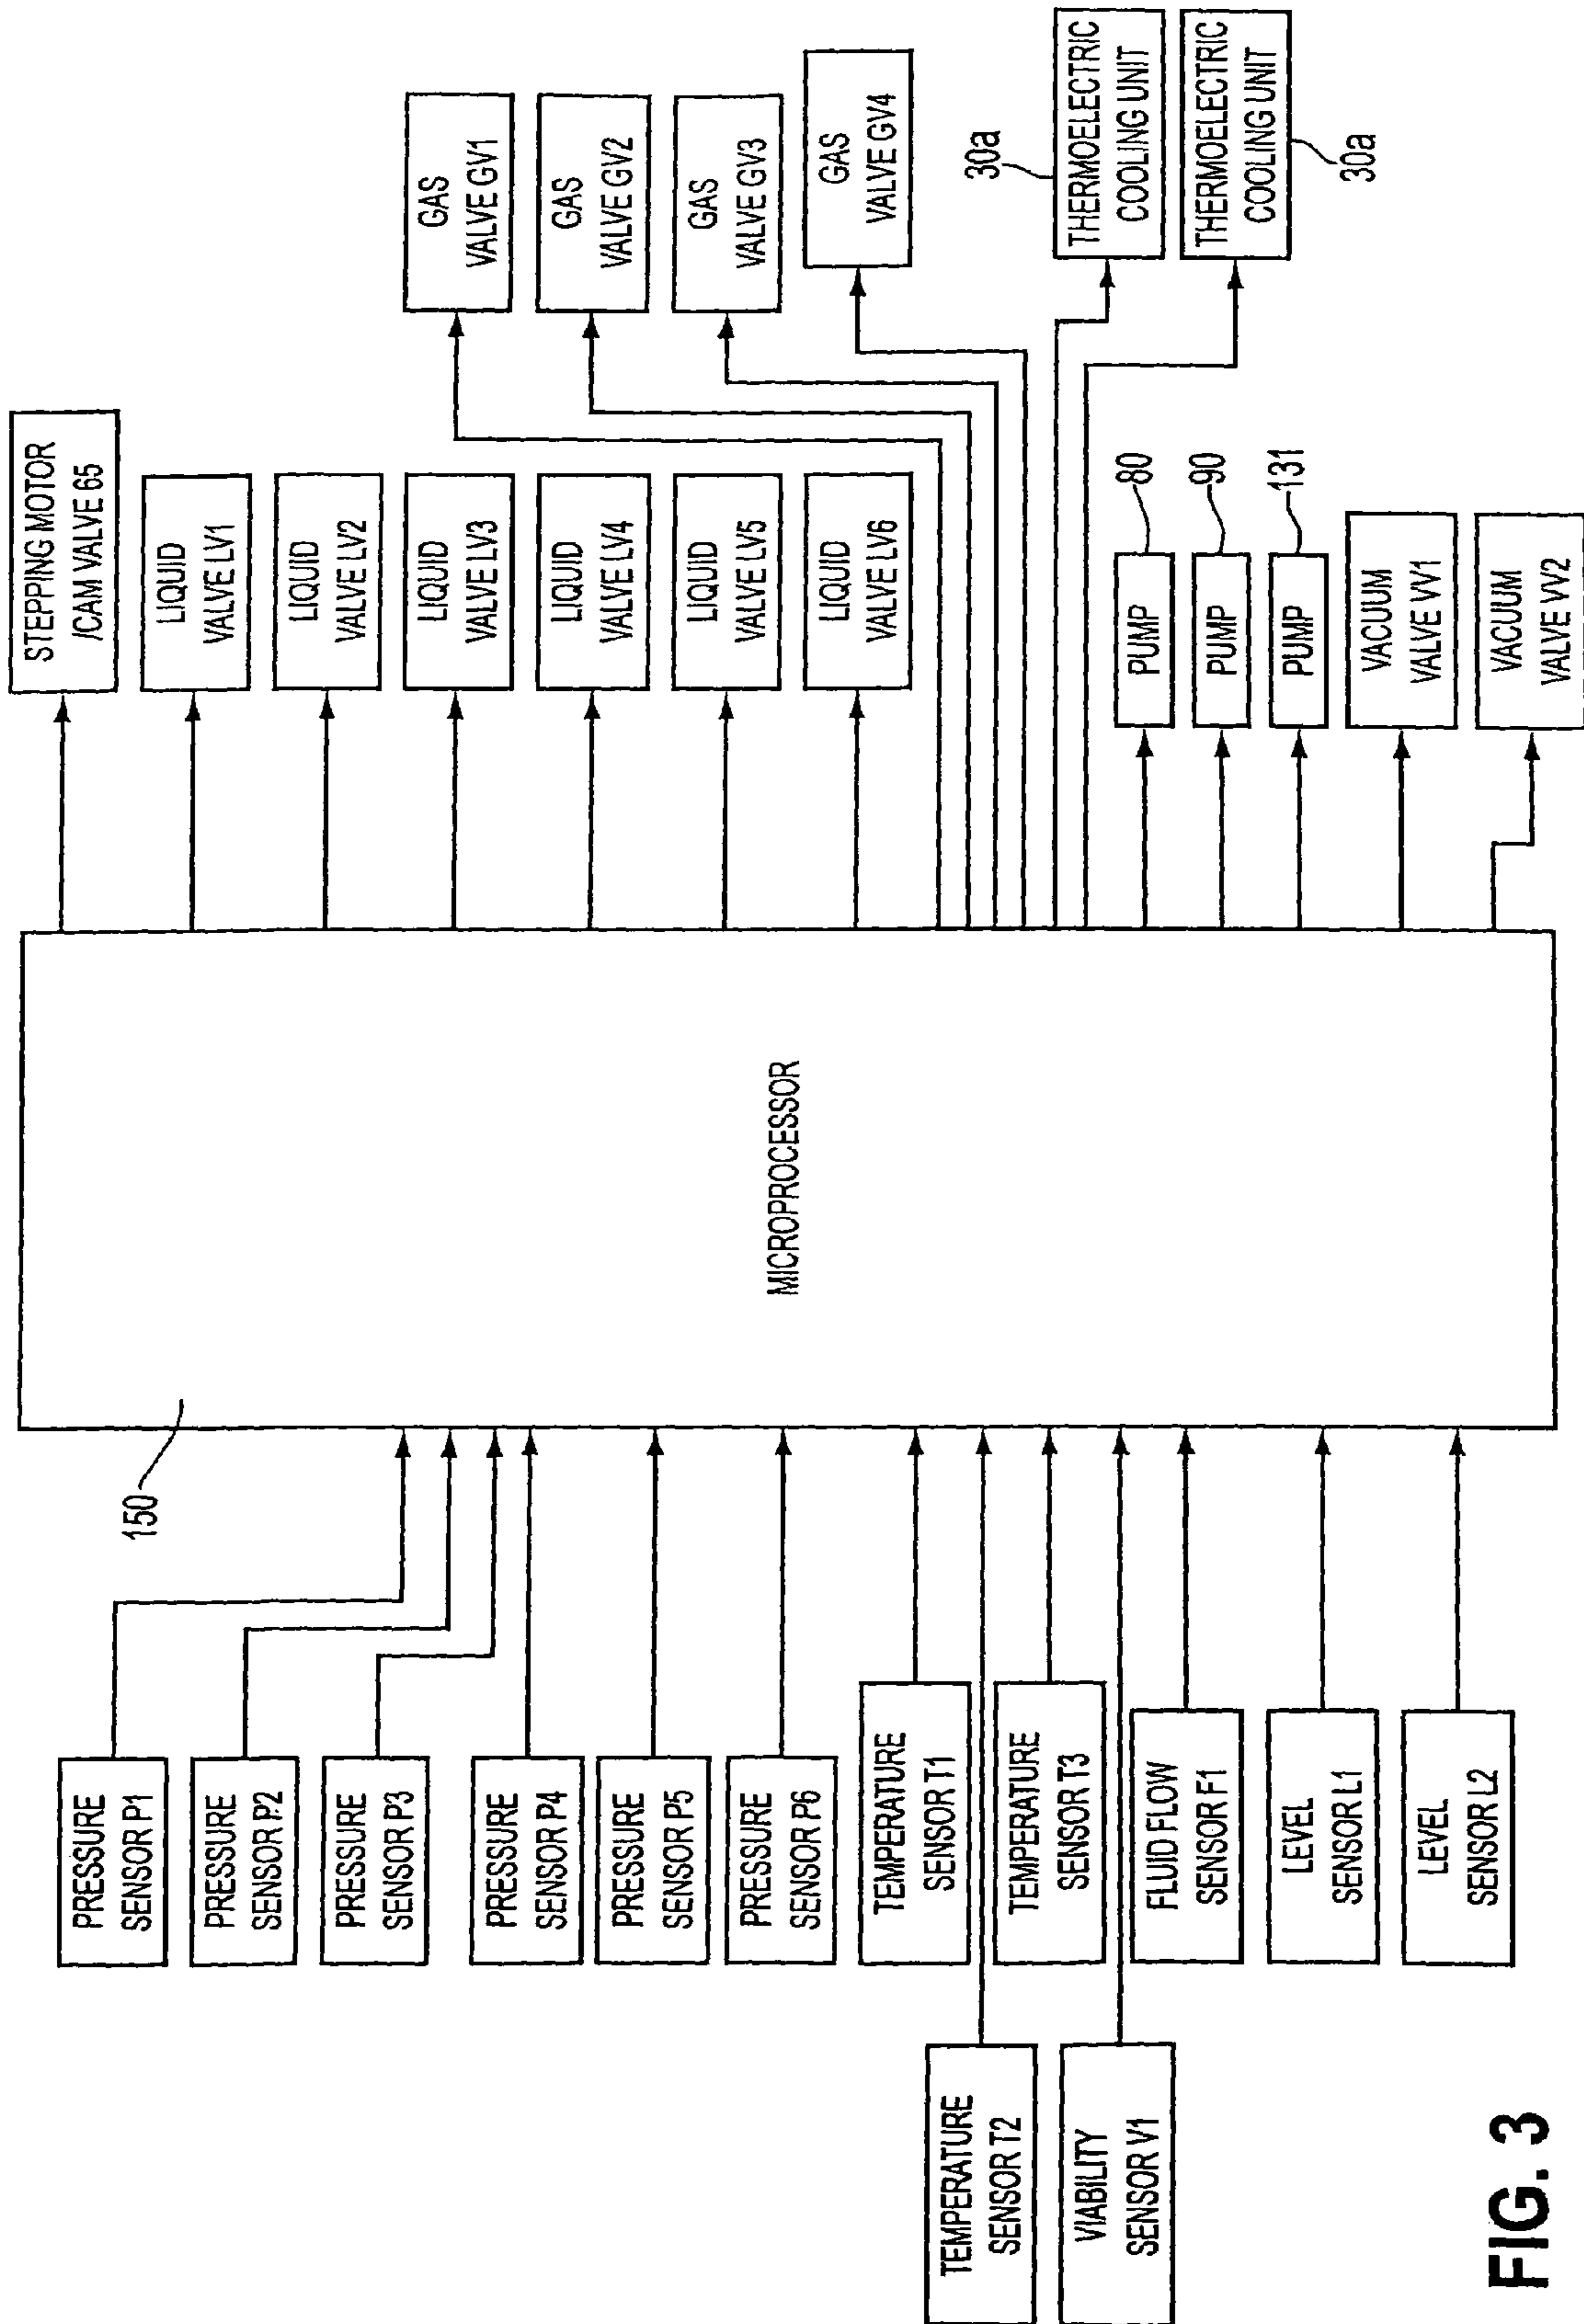 PRESSURE
SENSOR P1
PRESSURE
SENSOR P2
PRESSURE
SENSOR P3
PRESSURE
SENSOR P4
PRESSURE
SENSOR P5
PRESSURE
SENSOR P6
TEMPERATURE
SENSOR T1
TEMPERATURE
SENSOR T2
TEMPERATURE
SENSOR T3
VIABILITY
SENSOR V1
FLUID FLOW
SENSOR F1
LEVEL
SENSOR L1
LEVEL
SENSOR L2
150
MICROPROCESSOR
STEPPING MOTOR
/CAM VALVE 65
LIQUID
VALVE LV1
LIQUID
VALVE LV2
LIQUID
VALVE LV3
LIQUID
VALVE LV4
LIQUID
VALVE LV5
LIQUID
VALVE LV6
GAS
VALVE GV1
GAS
VALVE GV2
GAS
VALVE GV3
GAS
VALVE GV4
30a
THERMOELECTRIC
COOLING UNIT
THERMOELECTRIC
COOLING UNIT
30a
PUMP
80
PUMP
90
PUMP
131
VACUUM
VALVE VV1
VACUUM
VALVE VV2
FIG. 3